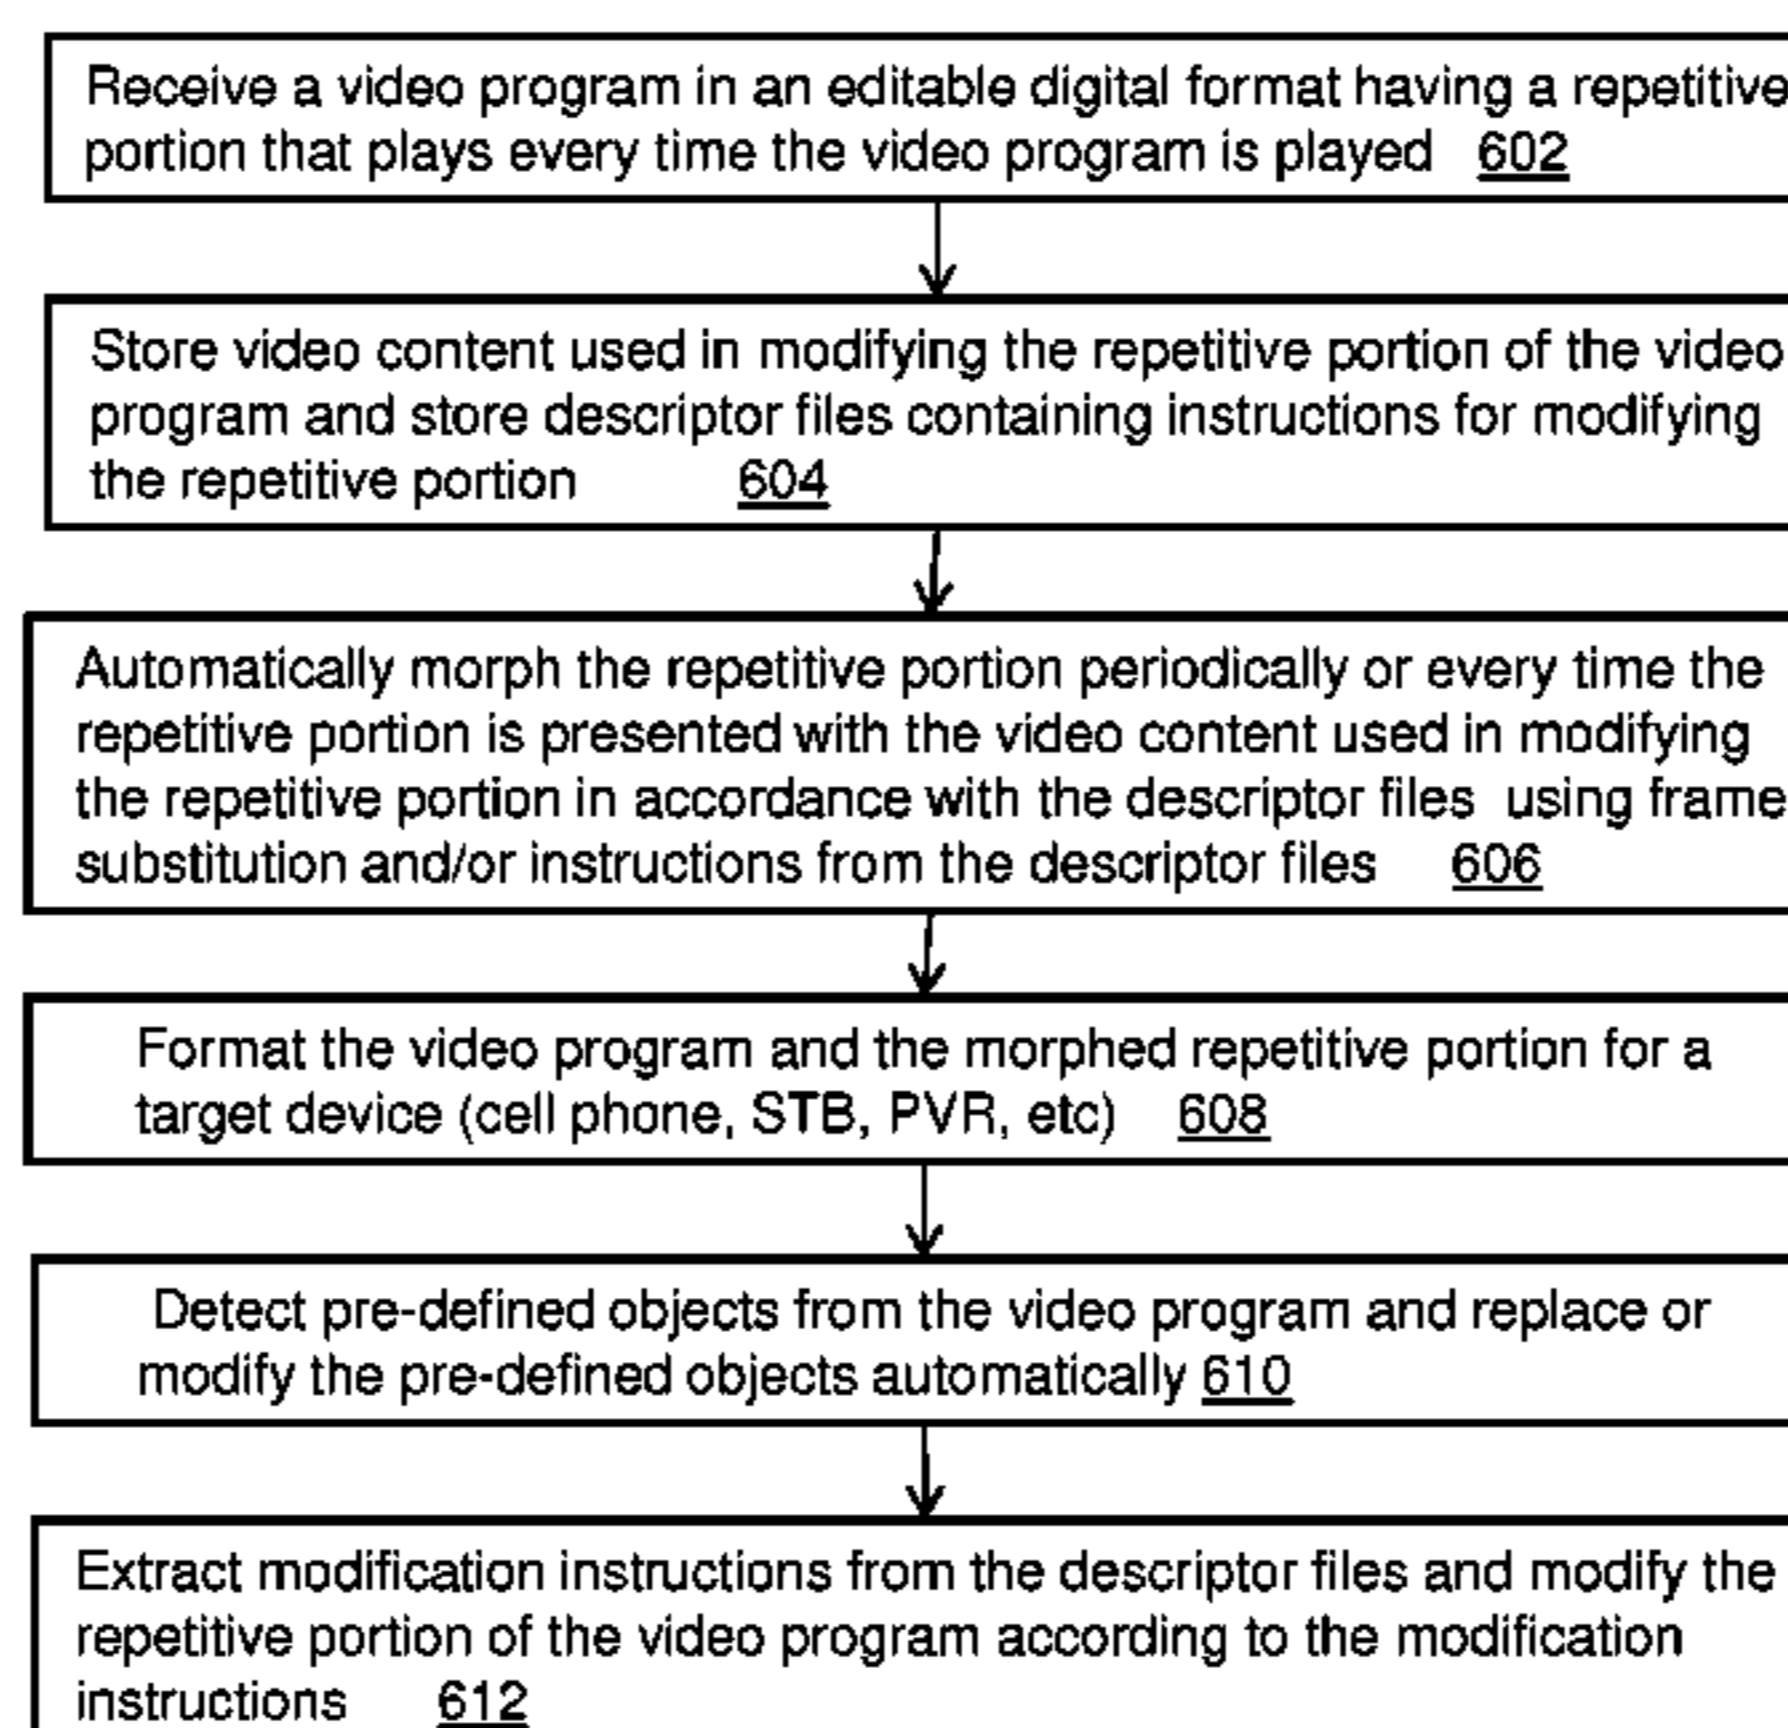 Receive a video program in an editable digital format having a repetitive
portion that plays every time the video program is played 602
Store video content used in modifying the repetitive portion of the video
program and store descriptor files containing instructions for modifying
the repetitive portion 604
Automatically morph the repetitive portion periodically or every time the
repetitive portion is presented with the video content used in modifying
the repetitive portion in accordance with the descriptor files using frame
substitution and/or instructions from the descriptor files 606
Format the video program and the morphed repetitive portion for a
target device (cell phone, STB, PVR, etc) 608
Detect pre-defined objects from the video program and replace or
modify the pre-defined objects automatically 610
Extract modification instructions from the descriptor files and modify the
repetitive portion of the video program according to the modification
instructions 612